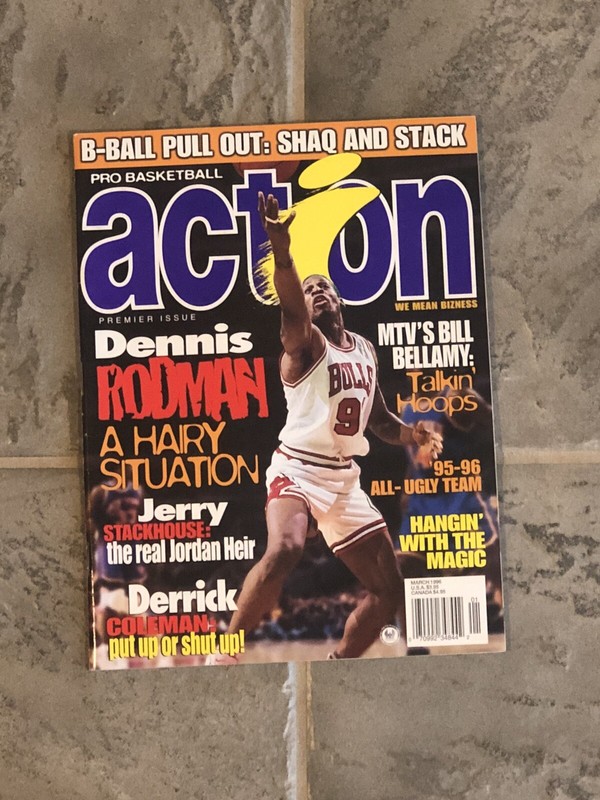 B-BALL PULL OUT: SHAQ AND STACK
PRO BASKETBALL
action
WE MEAN BIZNESS
PREMIER ISSUE
Dennis
RODMAN
A HAIRY
SITUATION
MTV'S BILL
BELLAMY:
Talkin'
Hoops
BULLS
9
'95-96
ALL-UGLY TEAM
Jerry
STACKHOUSE:
the real Jordan Heir
HANGIN'
WITH THE
MAGIC
Derrick
COLEMAN:
put up or shut up!
MARCH 1996
01